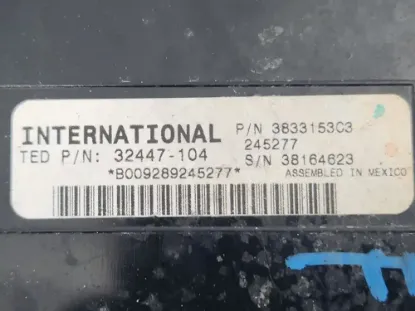 INTERNATIONAL P/N 3833153C3
245277
TED P/N: 32447-104 S/N 38164623
*B009289245277* ASSEMBLED IN MEXICO